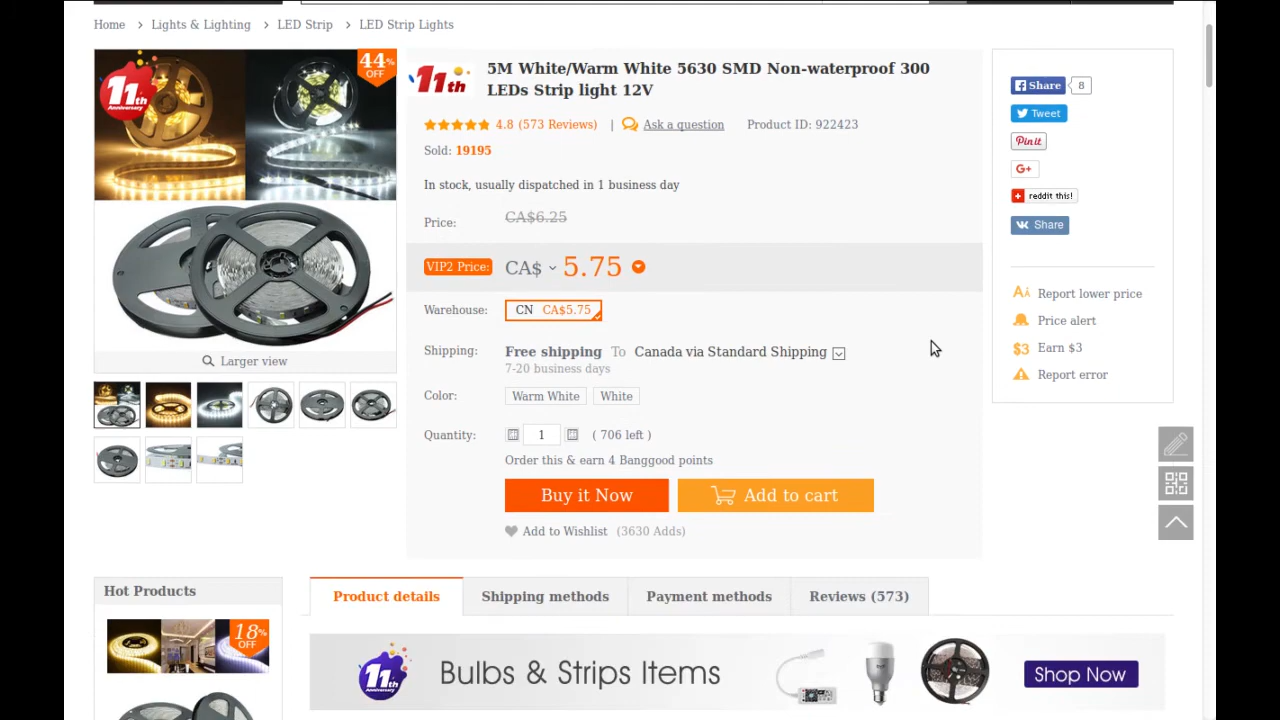 Home > Lights & Lighting > LED Strip > LED Strip Lights
44% OFF
11th Anniversary
11th
5M White/Warm White 5630 SMD Non-waterproof 300
LEDs Strip light 12V
4.8 (573 Reviews) | Ask a question Product ID: 922423
Sold: 19195
In stock, usually dispatched in 1 business day
Price: CA$6.25
VIP2 Price: CA$ 5.75
Warehouse: CN CA$5.75
Shipping: Free shipping To Canada via Standard Shipping
7-20 business days
Color: Warm White White
Quantity: 1 ( 706 left )
Order this & earn 4 Banggood points
Buy it Now Add to cart
Add to Wishlist (3630 Adds)
Larger view
Share 8
Tweet
Pin it
G+
reddit this!
Share
Report lower price
Price alert
$3 Earn $3
Report error
Hot Products
18% OFF
Product details Shipping methods Payment methods Reviews (573)
11th Anniversary Bulbs & Strips Items Shop Now